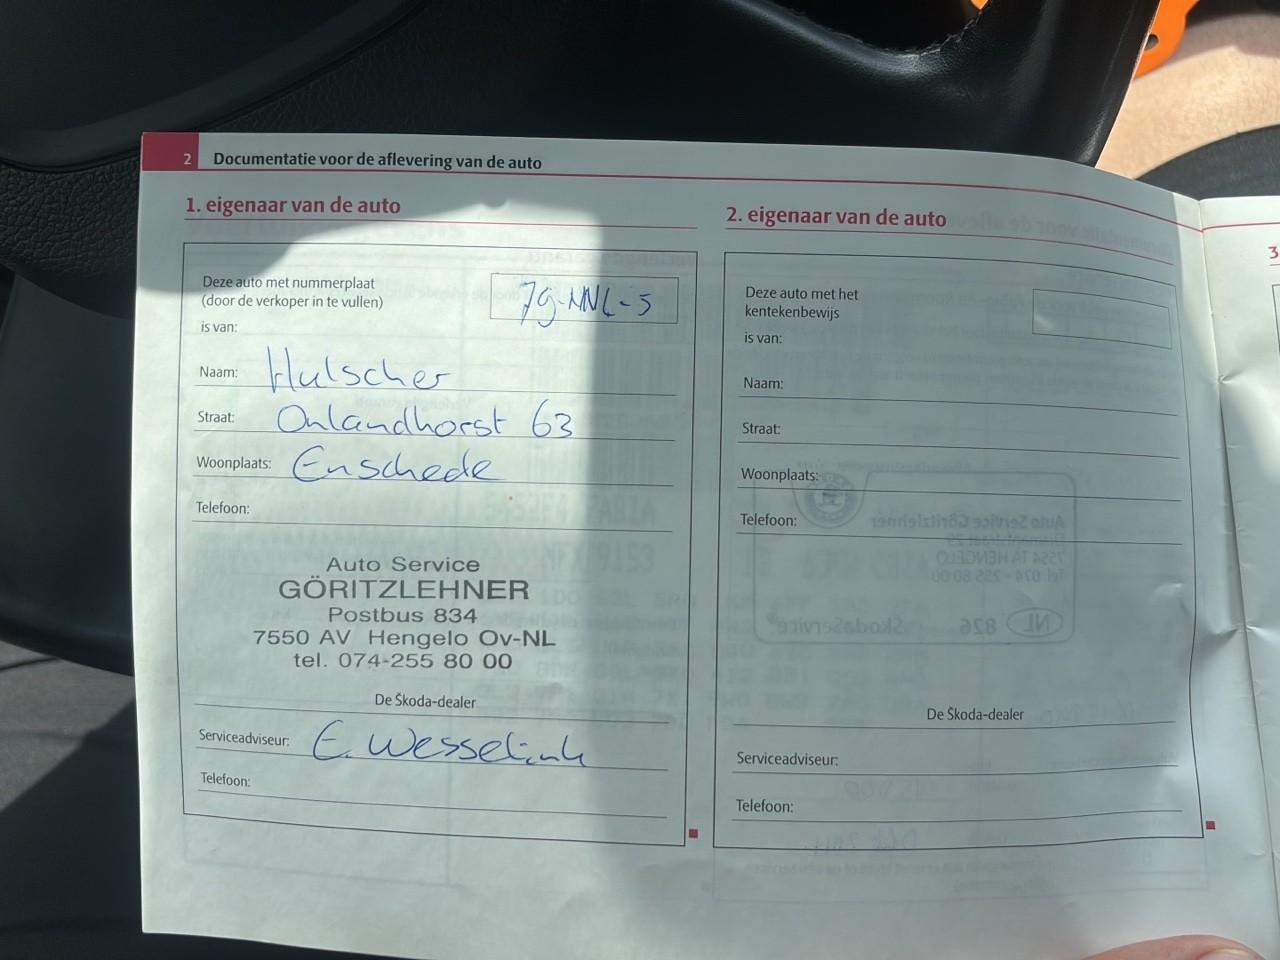 2 Documentatie voor de aflevering van de auto
1. eigenaar van de auto
Deze auto met nummerplaat
(door de verkoper in te vullen)
79-NNL-5
is van:
Naam: Hulscher
Straat: Onlandhorst 63
Woonplaats: Enschede
Telefoon:
Auto Service
GÖRITZLEHNER
Postbus 834
7550 AV Hengelo Ov-NL
tel. 074-255 80 00
De Škoda-dealer
Serviceadviseur: E. Wesselink
Telefoon:
2. eigenaar van de auto
Deze auto met het
kentekenbewijs
is van:
Naam:
Straat:
Woonplaats:
Telefoon:
De Škoda-dealer
Serviceadviseur:
Telefoon:
3